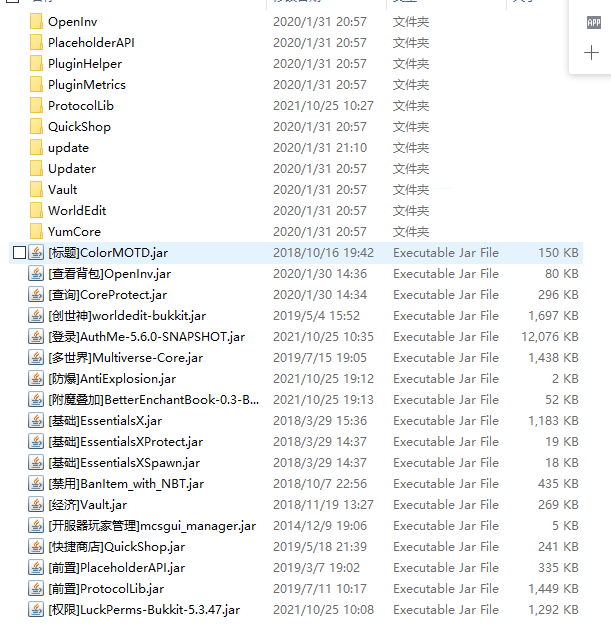 APP
OpenInv 2020/1/31 20:57 文件夹
PlaceholderAPI 2020/1/31 20:57 文件夹
PluginHelper 2020/1/31 20:57 文件夹
PluginMetrics 2020/1/31 20:57 文件夹
ProtocolLib 2021/10/25 10:27 文件夹
QuickShop 2020/1/31 20:57 文件夹
update 2020/1/31 21:10 文件夹
Updater 2020/1/31 20:57 文件夹
Vault 2020/1/31 20:57 文件夹
WorldEdit 2020/1/31 20:57 文件夹
YumCore 2020/1/31 20:57 文件夹
[标题]ColorMOTD.jar 2018/10/16 19:42 Executable Jar File 150 KB
[查看背包]OpenInv.jar 2020/1/30 14:36 Executable Jar File 80 KB
[查询]CoreProtect.jar 2020/1/30 14:34 Executable Jar File 296 KB
[创世神]worldedit-bukkit.jar 2019/5/4 15:52 Executable Jar File 1,697 KB
[登录]AuthMe-5.6.0-SNAPSHOT.jar 2021/10/25 10:35 Executable Jar File 12,076 KB
[多世界]Multiverse-Core.jar 2019/7/15 19:05 Executable Jar File 1,438 KB
[防爆]AntiExplosion.jar 2021/10/25 19:12 Executable Jar File 2 KB
[附魔叠加]BetterEnchantBook-0.3-B... 2021/10/25 19:13 Executable Jar File 52 KB
[基础]EssentialsX.jar 2018/3/29 15:36 Executable Jar File 1,183 KB
[基础]EssentialsXProtect.jar 2018/3/29 14:37 Executable Jar File 19 KB
[基础]EssentialsXSpawn.jar 2018/3/29 14:37 Executable Jar File 18 KB
[禁用]BanItem_with_NBT.jar 2018/10/7 22:56 Executable Jar File 435 KB
[经济]Vault.jar 2018/11/19 13:27 Executable Jar File 269 KB
[开服器玩家管理]mcsgui_manager.jar 2014/12/9 19:06 Executable Jar File 5 KB
[快捷商店]QuickShop.jar 2019/5/18 21:39 Executable Jar File 241 KB
[前置]PlaceholderAPI.jar 2019/3/7 19:02 Executable Jar File 335 KB
[前置]ProtocolLib.jar 2019/7/11 10:17 Executable Jar File 1,449 KB
[权限]LuckPerms-Bukkit-5.3.47.jar 2021/10/25 10:08 Executable Jar File 1,292 KB